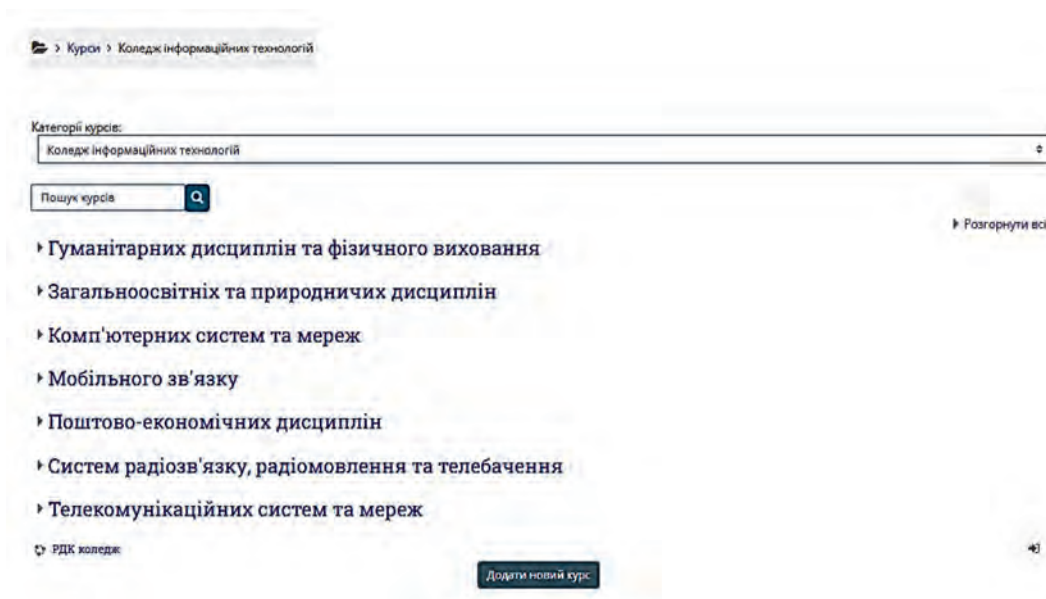 > Курси > Коледж інформаційних технологій
Категорії курсів:
Коледж інформаційних технологій
Пошук курсів
Розгорнути всі
Гуманітарних дисциплін та фізичного виховання
Загальноосвітніх та природничих дисциплін
Комп'ютерних систем та мереж
Мобільного зв'язку
Поштово-економічних дисциплін
Систем радіозв'язку, радіомовлення та телебачення
Телекомунікаційних систем та мереж
РДК коледж
Додати новий курс